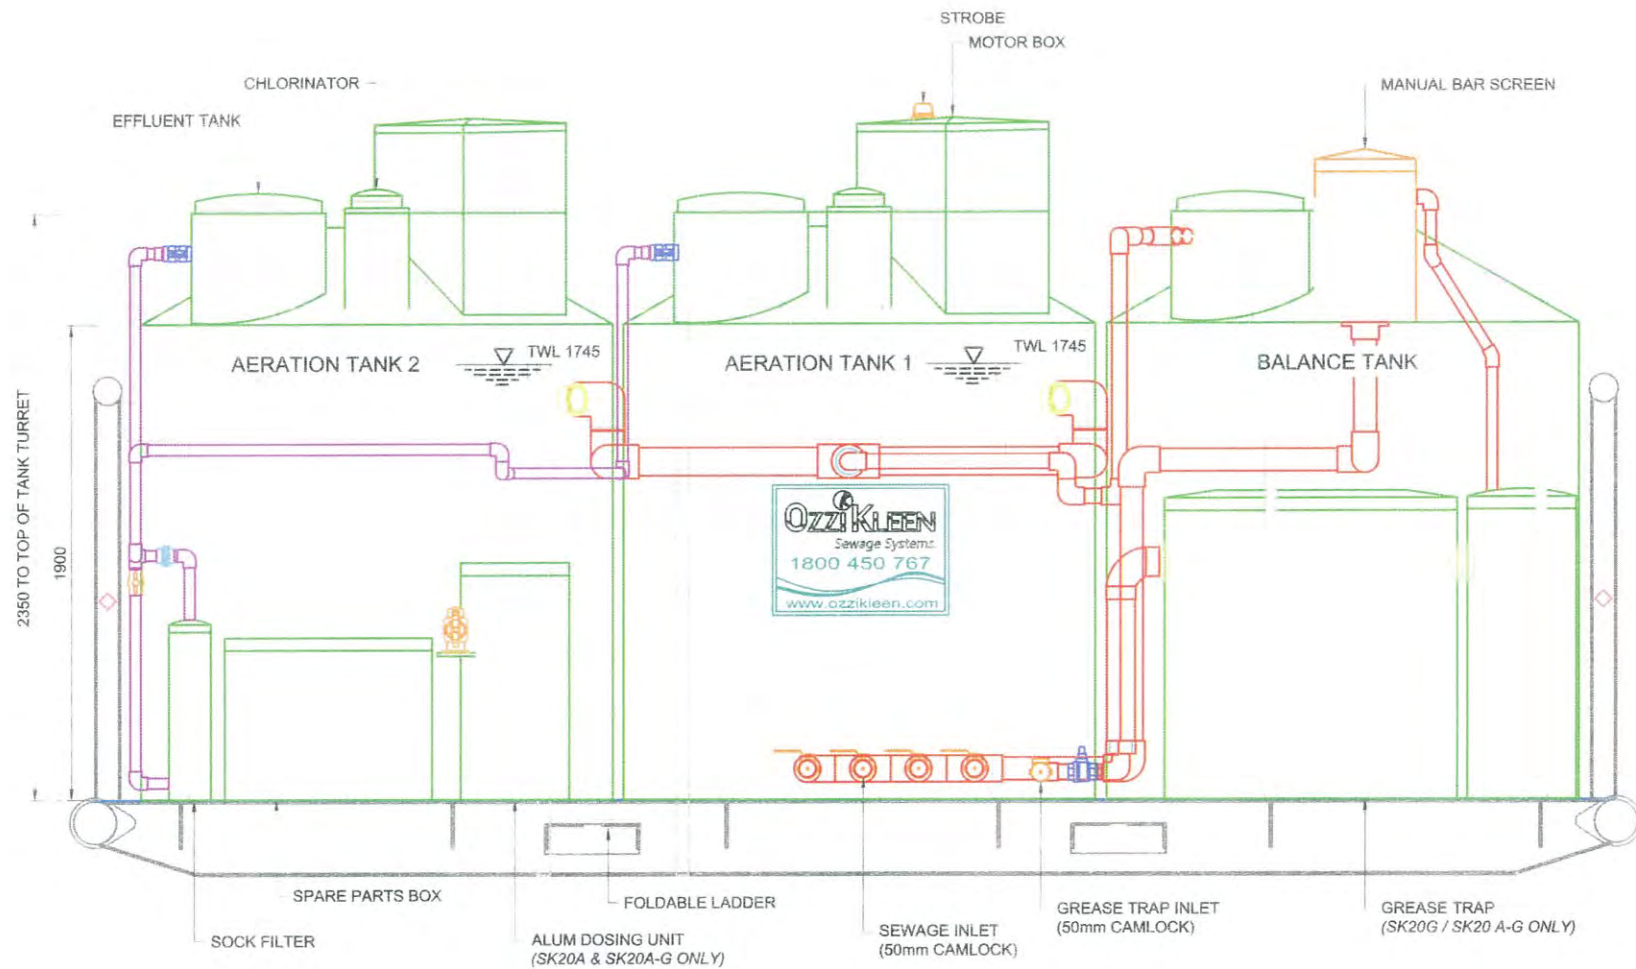 STROBE
MOTOR BOX
CHLORINATOR
MANUAL BAR SCREEN
EFFLUENT TANK
AERATION TANK 2
TWL 1745
AERATION TANK 1
TWL 1745
BALANCE TANK
2350 TO TOP OF TANK TURRET
1900
OZZI KLEEN
Sewage Systems.
1800 450 767
www.ozzikleen.com
SPARE PARTS BOX
FOLDABLE LADDER
SOCK FILTER
ALUM DOSING UNIT
(SK20A & SK20A-G ONLY)
SEWAGE INLET
(50mm CAMLOCK)
GREASE TRAP INLET
(50mm CAMLOCK)
GREASE TRAP
(SK20G / SK20 A-G ONLY)